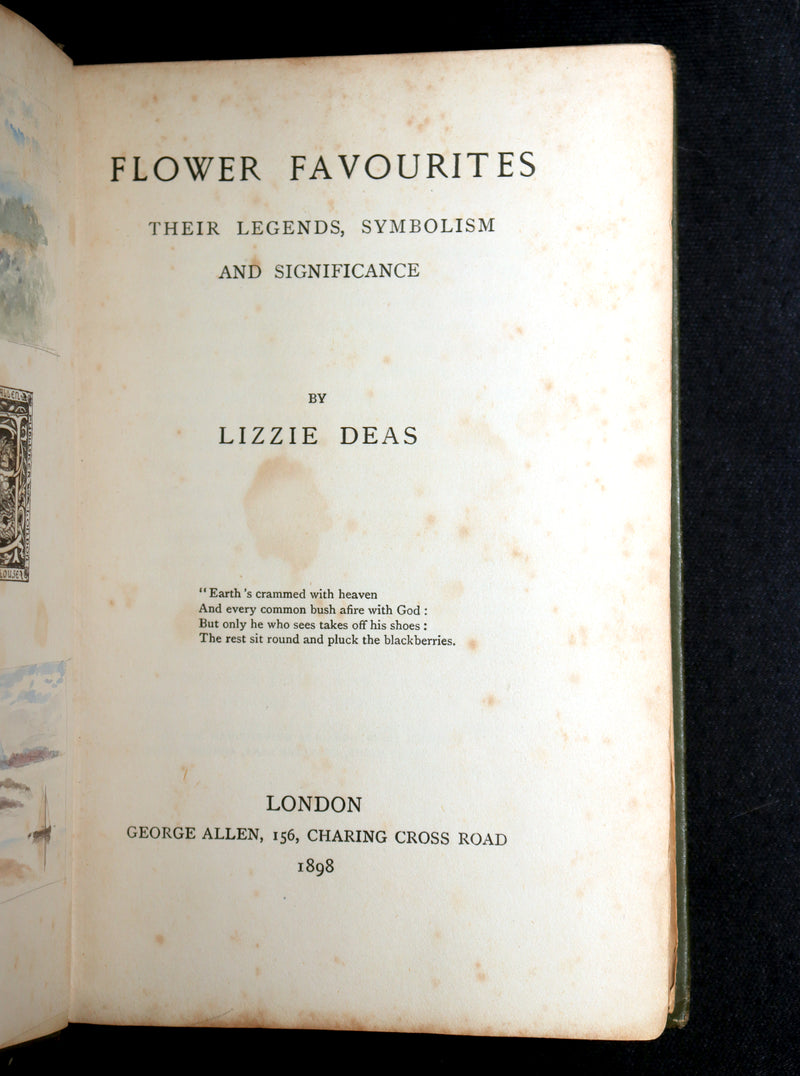 FLOWER FAVOURITES
THEIR LEGENDS, SYMBOLISM
AND SIGNIFICANCE
BY
LIZZIE DEAS
"Earth's crammed with heaven
And every common bush afire with God :
But only he who sees takes off his shoes :
The rest sit round and pluck the blackberries.
LONDON
GEORGE ALLEN, 156, CHARING CROSS ROAD
1898